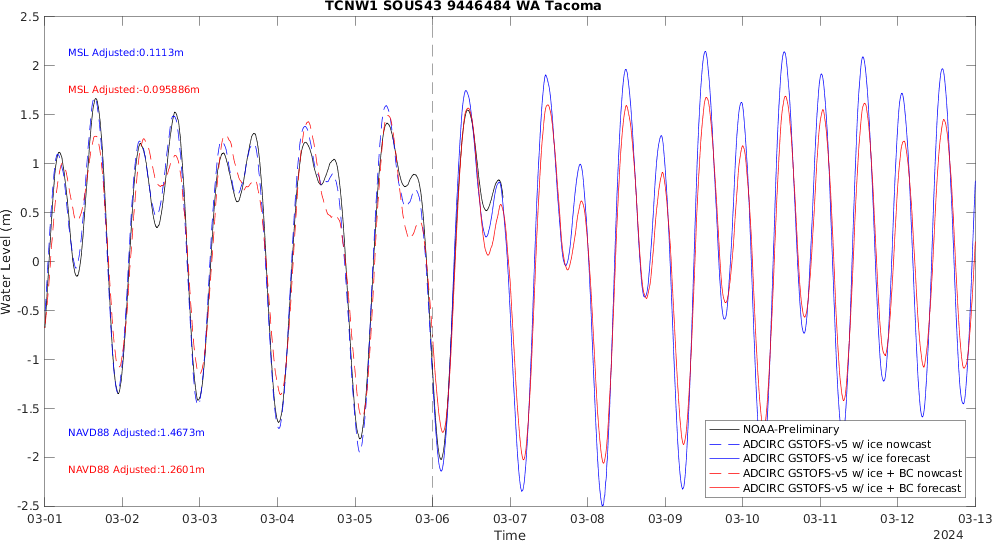 TCNW1 SOUS43 9446484 WA Tacoma
MSL Adjusted:0.1113m
MSL Adjusted:-0.095886m
NAVD88 Adjusted:1.4673m
NAVD88 Adjusted:1.2601m
Water Level (m)
2.5
2
1.5
1
0.5
0
-0.5
-1
-1.5
-2
-2.5
NOAA-Preliminary
ADCIRC GSTOFS-v5 w/ ice nowcast
ADCIRC GSTOFS-v5 w/ ice forecast
ADCIRC GSTOFS-v5 w/ ice + BC nowcast
ADCIRC GSTOFS-v5 w/ ice + BC forecast
03-01 03-02 03-03 03-04 03-05 03-06 03-07 03-08 03-09 03-10 03-11 03-12 03-13
Time
2024